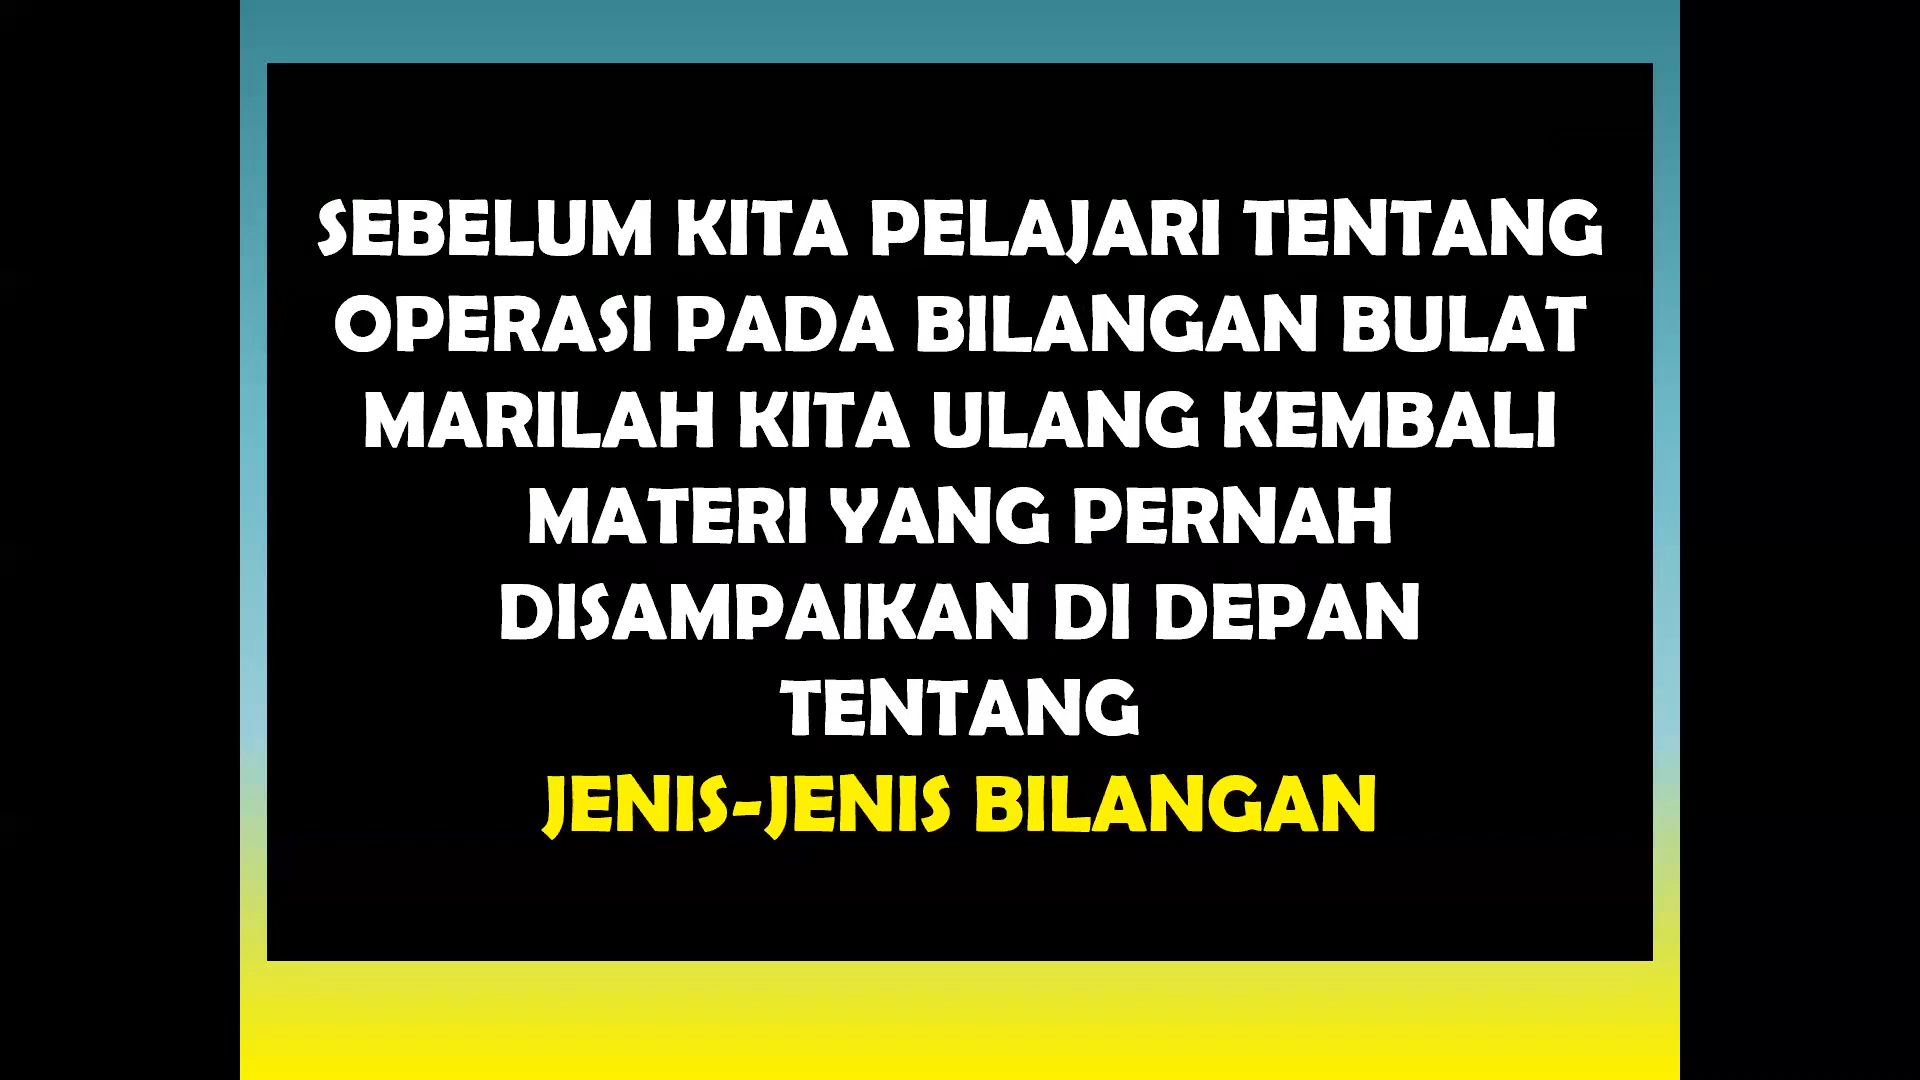 SEBELUM KITA PELAJARI TENTANG
OPERASI PADA BILANGAN BULAT
MARILAH KITA ULANG KEMBALI
MATERI YANG PERNAH
DISAMPAIKAN DI DEPAN
TENTANG
JENIS-JENIS BILANGAN